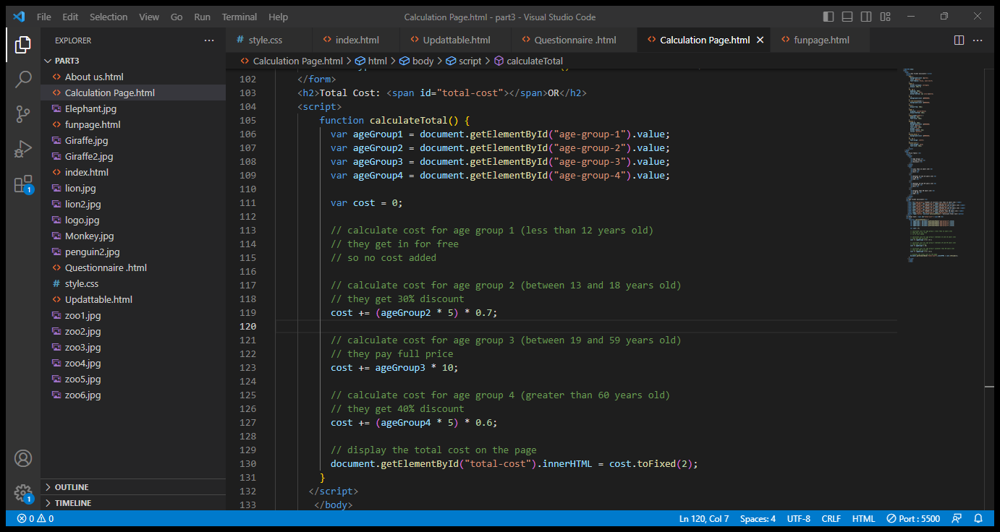 File Edit Selection View Go Run Terminal Help Calculation Page.html - part3 - Visual Studio Code
EXPLORER
PART3
About us.html
Calculation Page.html
Elephant.jpg
funpage.html
Giraffe.jpg
Giraffe2.jpg
index.html
lion.jpg
lion2.jpg
logo.jpg
Monkey.jpg
penguin2.jpg
Questionnaire .html
style.css
Updattable.html
zoo1.jpg
zoo2.jpg
zoo3.jpg
zoo4.jpg
zoo5.jpg
zoo6.jpg
OUTLINE
TIMELINE
1
1
# style.css index.html Updattable.html Questionnaire .html Calculation Page.html funpage.html
Calculation Page.html > html > body > script > calculateTotal
102 </form>
103 <h2>Total Cost: <span id="total-cost"></span>OR</h2>
104 <script>
105 function calculateTotal() {
106 var ageGroup1 = document.getElementById("age-group-1").value;
107 var ageGroup2 = document.getElementById("age-group-2").value;
108 var ageGroup3 = document.getElementById("age-group-3").value;
109 var ageGroup4 = document.getElementById("age-group-4").value;
110
111 var cost = 0;
112
113 // calculate cost for age group 1 (less than 12 years old)
114 // they get in for free
115 // so no cost added
116
117 // calculate cost for age group 2 (between 13 and 18 years old)
118 // they get 30% discount
119 cost += (ageGroup2 * 5) * 0.7;
120
121 // calculate cost for age group 3 (between 19 and 59 years old)
122 // they pay full price
123 cost += ageGroup3 * 10;
124
125 // calculate cost for age group 4 (greater than 60 years old)
126 // they get 40% discount
127 cost += (ageGroup4 * 5) * 0.6;
128
129 // display the total cost on the page
130 document.getElementById("total-cost").innerHTML = cost.toFixed(2);
131 }
132 </script>
133 </body>
0 0 Ln 120, Col 7 Spaces: 4 UTF-8 CRLF HTML Port : 5500